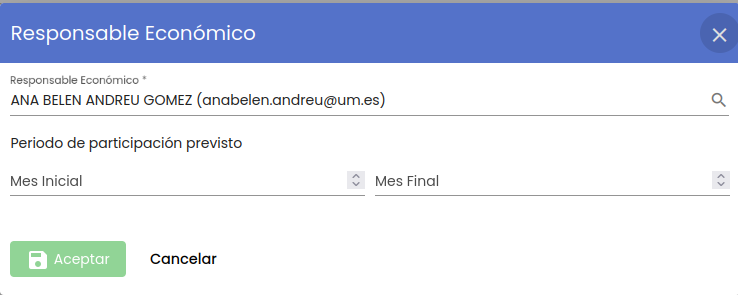 Responsable Económico
Responsable Económico *
ANA BELEN ANDREU GOMEZ (anabelen.andreu@um.es)
Periodo de participación previsto
Mes Inicial
Mes Final
Aceptar
Cancelar